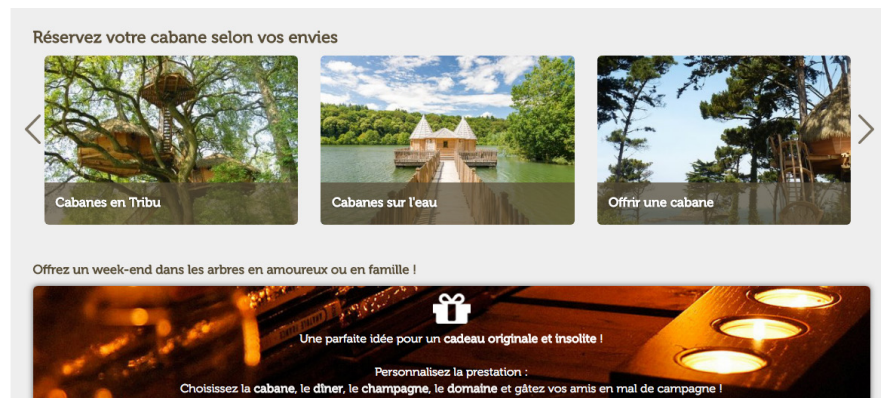 Réservez votre cabane selon vos envies
Cabanes en Tribu
Cabanes sur l'eau
Offrir une cabane
Offrez un week-end dans les arbres en amoureux ou en famille !
Une parfaite idée pour un cadeau originale et insolite !
Personnalisez la prestation :
Choisissez la cabane, le dîner, le champagne, le domaine et gâtez vos amis en mal de campagne !